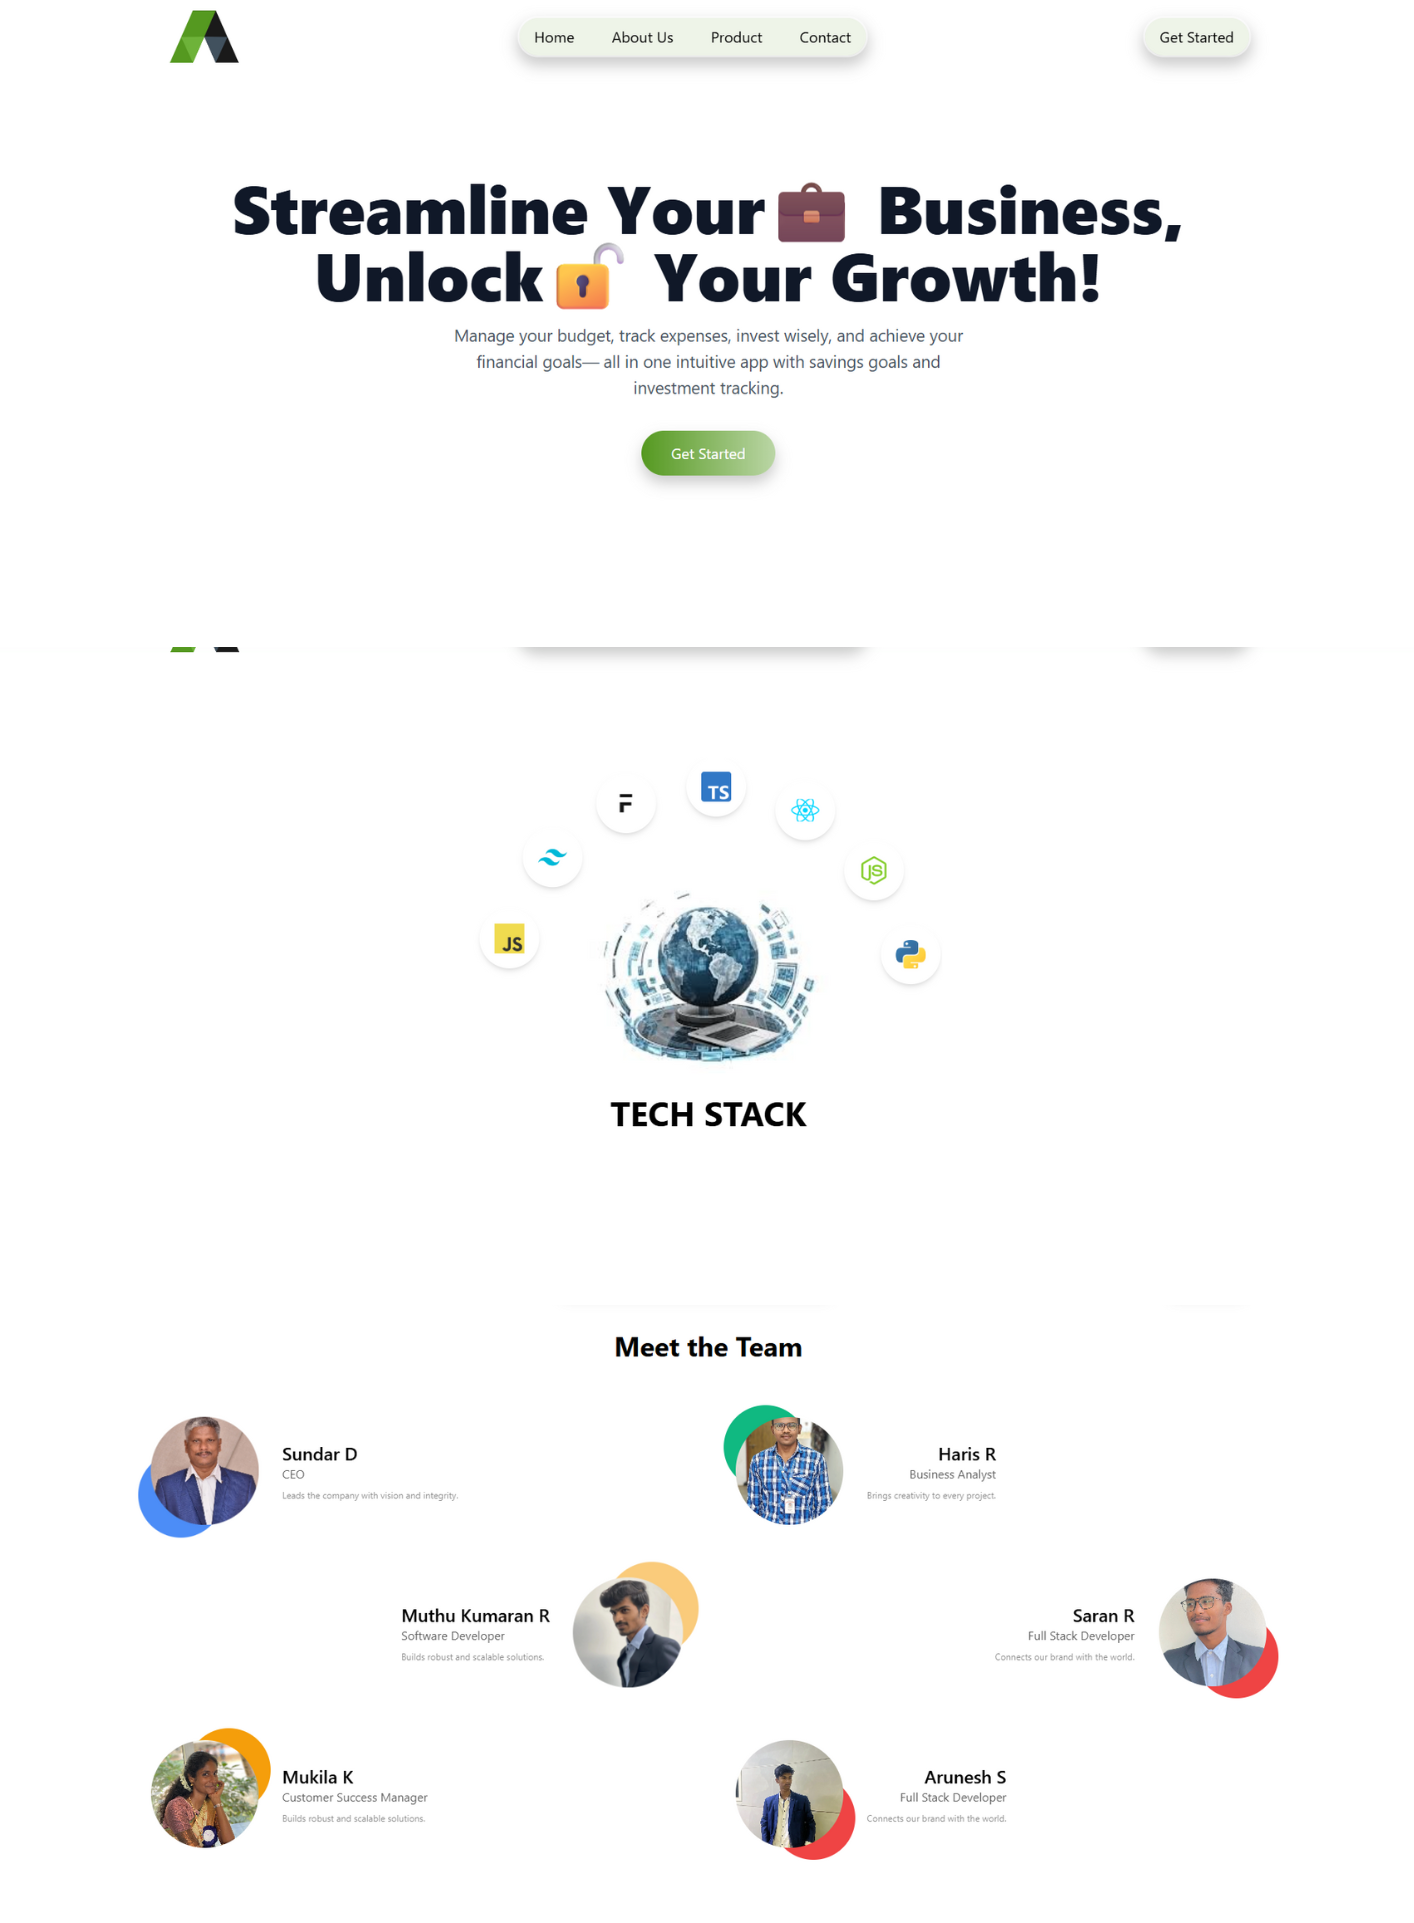 Home About Us Product Contact Get Started
Streamline Your Business,
Unlock Your Growth!
Manage your budget, track expenses, invest wisely, and achieve your
financial goals— all in one intuitive app with savings goals and
investment tracking.
Get Started
F
TS
JS
JS
TECH STACK
Meet the Team
Sundar D
CEO
Leads the company with vision and integrity.
Haris R
Business Analyst
Brings creativity to every project.
Muthu Kumaran R
Software Developer
Builds robust and scalable solutions.
Saran R
Full Stack Developer
Connects our brand with the world.
Mukila K
Customer Success Manager
Builds robust and scalable solutions.
Arunesh S
Full Stack Developer
Connects our brand with the world.